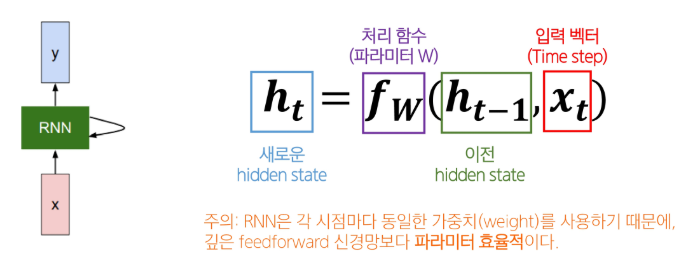 y
RNN
x
처리 함수
(파라미터 W)
입력 벡터
(Time step)
hₜ = f_W(hₜ₋₁, xₜ)
새로운
hidden state
이전
hidden state
주의: RNN은 각 시점마다 동일한 가중치(weight)를 사용하기 때문에,
깊은 feedforward 신경망보다 파라미터 효율적이다.